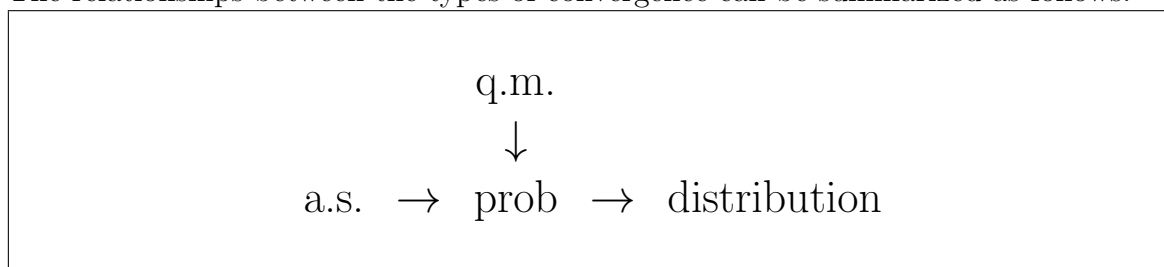 The relationships between the types of convergence can be summarized as follows:
q.m.
↓
a.s. → prob → distribution